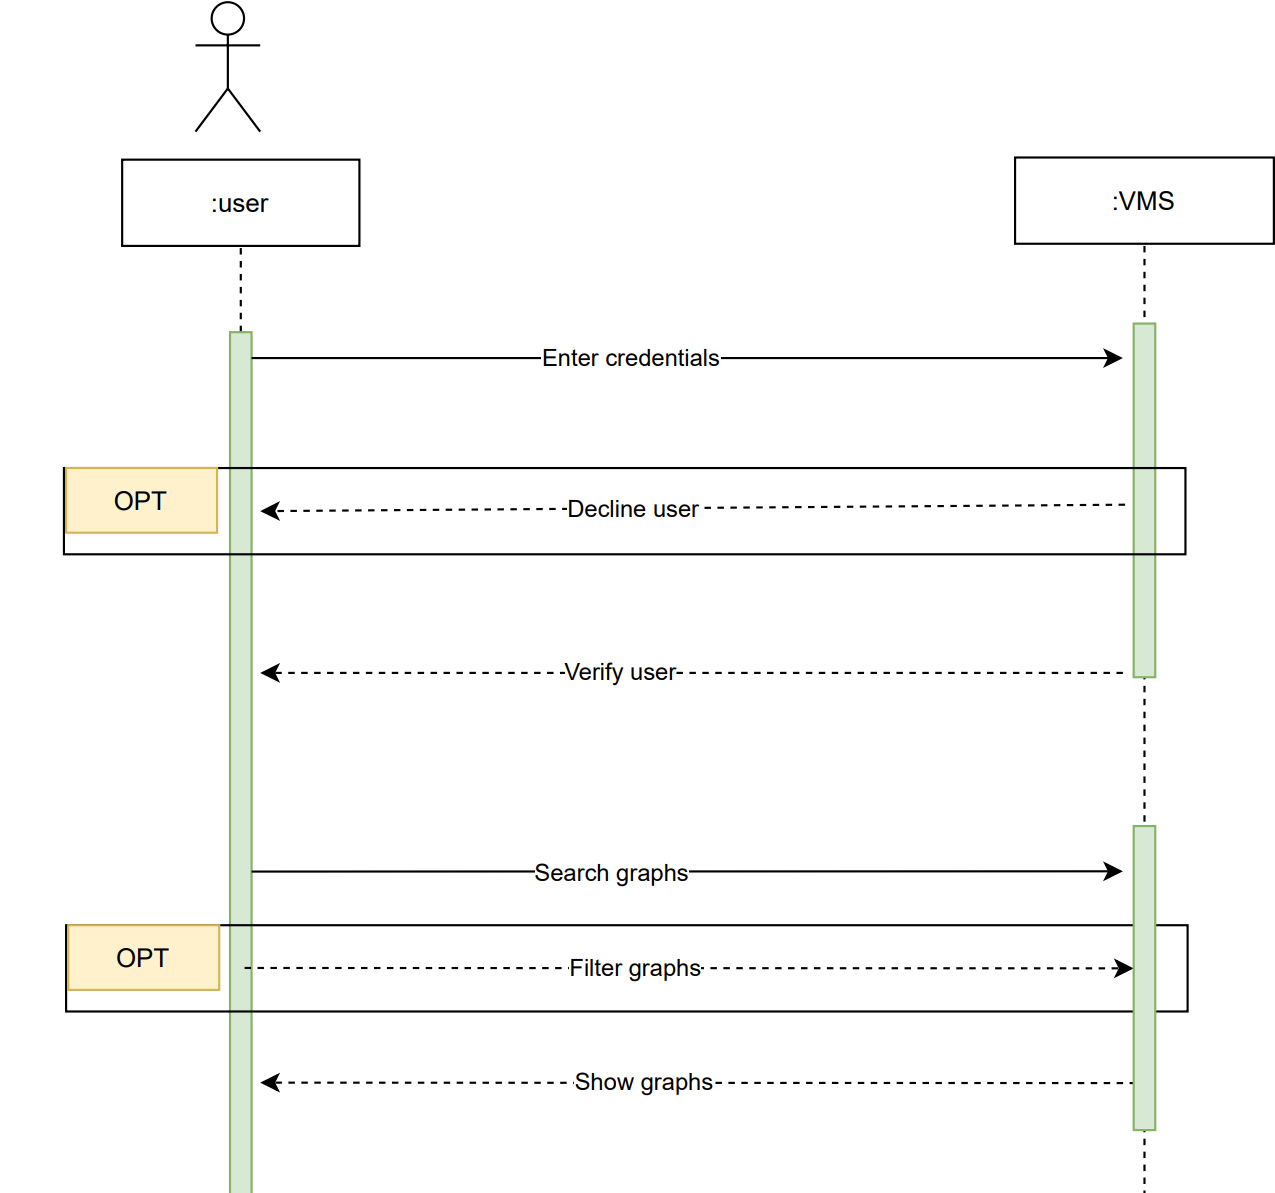 :user
:VMS
Enter credentials
OPT
Decline user
Verify user
Search graphs
OPT
Filter graphs
Show graphs